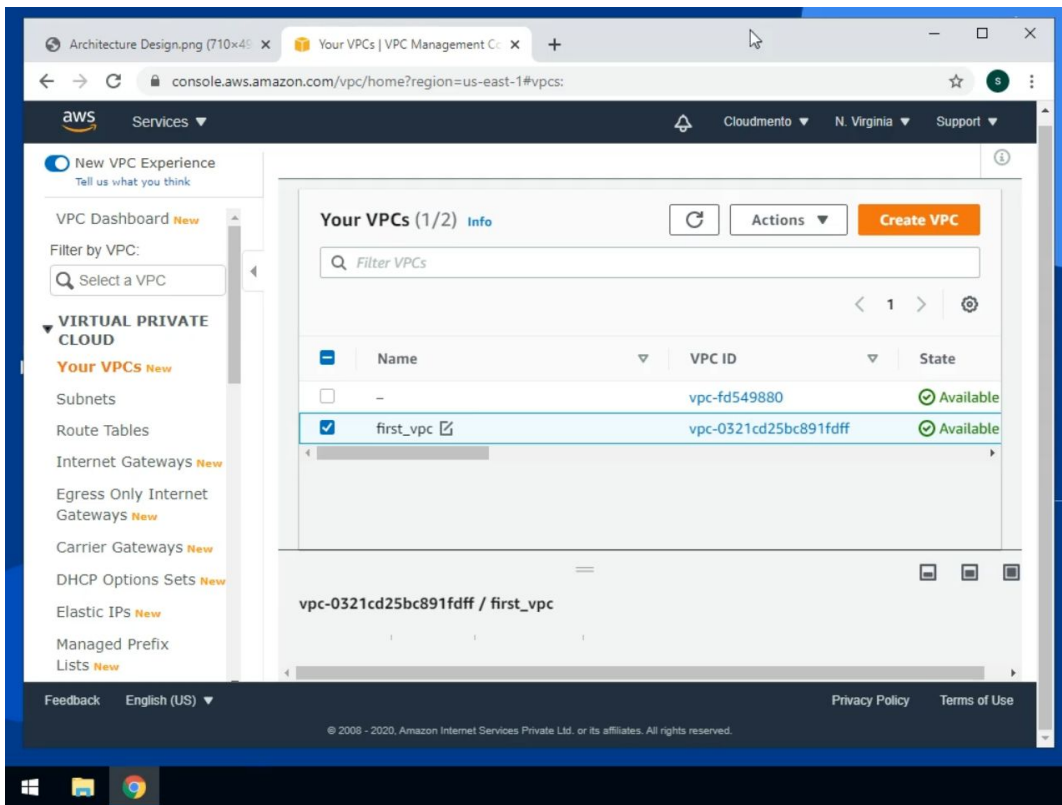 Architecture Design.png (710×49
Your VPCs | VPC Management Co
console.aws.amazon.com/vpc/home?region=us-east-1#vpcs:
S
aws
Services
Cloudmento
N. Virginia
Support
New VPC Experience
Tell us what you think
VPC Dashboard New
Filter by VPC:
Select a VPC
VIRTUAL PRIVATE
CLOUD
Your VPCs New
Subnets
Route Tables
Internet Gateways New
Egress Only Internet
Gateways New
Carrier Gateways New
DHCP Options Sets New
Elastic IPs New
Managed Prefix
Lists New
Your VPCs (1/2) Info
Actions
Create VPC
Filter VPCs
1
Name
VPC ID
State
–
vpc-fd549880
Available
first_vpc
vpc-0321cd25bc891fdff
Available
vpc-0321cd25bc891fdff / first_vpc
Feedback
English (US)
Privacy Policy
Terms of Use
© 2008 - 2020, Amazon Internet Services Private Ltd. or its affiliates. All rights reserved.